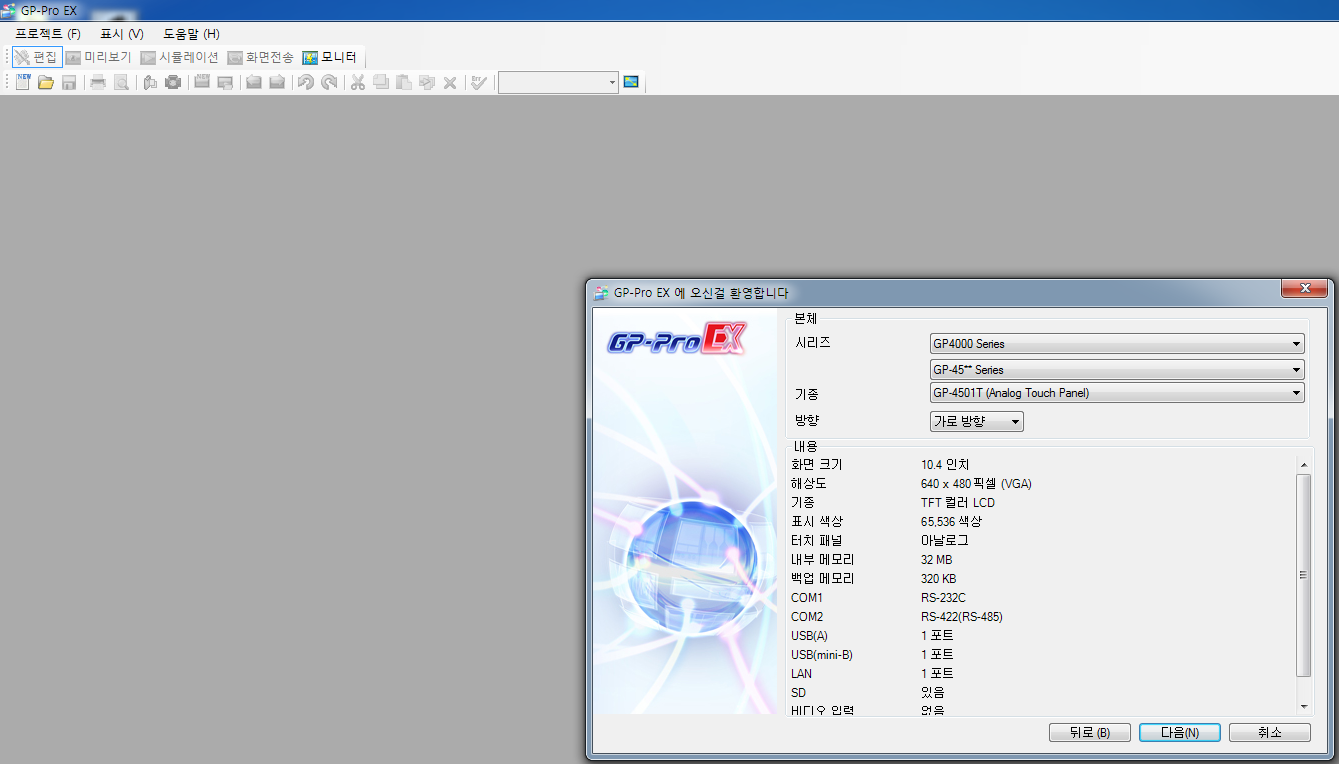 GP-Pro EX
프로젝트 (F) 표시 (V) 도움말 (H)
편집 미리보기 시뮬레이션 화면전송 모니터
NEW
GP-Pro EX 에 오신걸 환영합니다
GP-Pro EX
본체
시리즈 GP4000 Series
GP-45** Series
기종 GP-4501T (Analog Touch Panel)
방향 가로 방향
내용
화면 크기 10.4 인치
해상도 640 x 480 픽셀 (VGA)
기종 TFT 컬러 LCD
표시 색상 65,536 색상
터치 패널 아날로그
내부 메모리 32 MB
백업 메모리 320 KB
COM1 RS-232C
COM2 RS-422(RS-485)
USB(A) 1 포트
USB(mini-B) 1 포트
LAN 1 포트
SD 있음
비디오 입력 없음
뒤로 (B) 다음(N) 취소